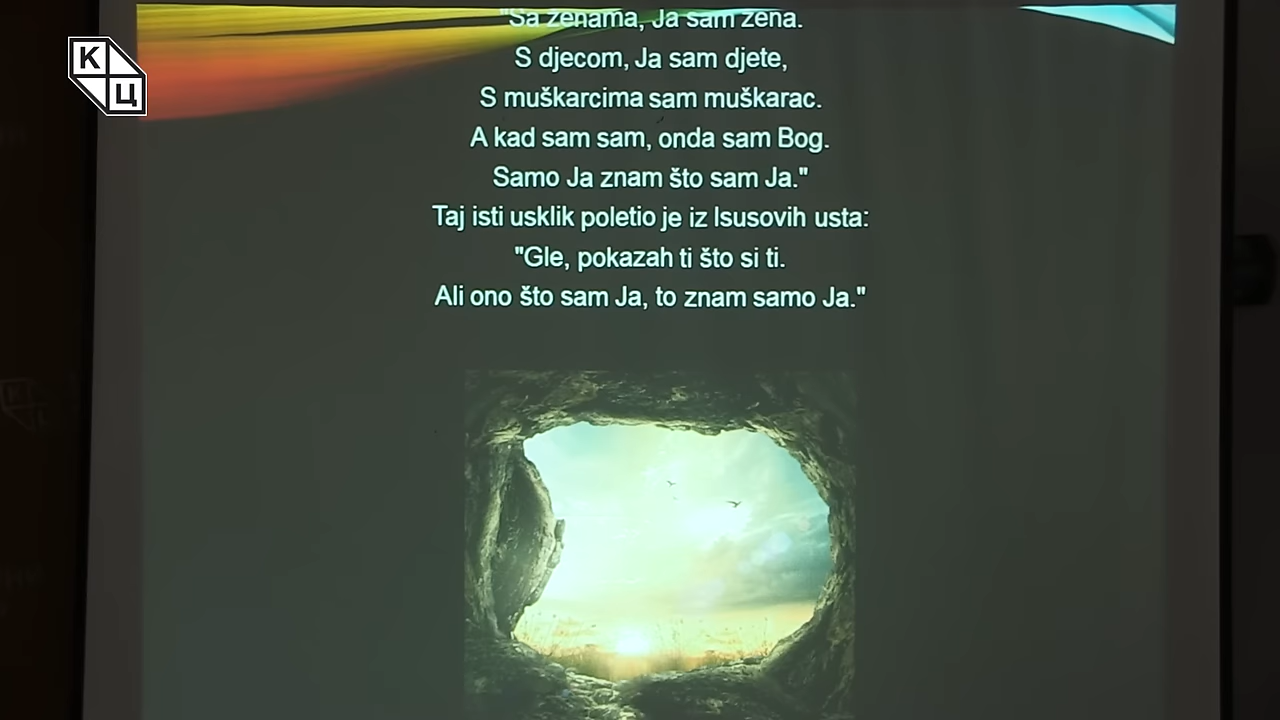 К
Ц
"Sa ženama, Ja sam žena.
S djecom, Ja sam djete,
S muškarcima sam muškarac.
A kad sam sam, onda sam Bog.
Samo Ja znam što sam Ja."
Taj isti usklik poletio je iz Isusovih usta:
"Gle, pokazah ti što si ti.
Ali ono što sam Ja, to znam samo Ja."